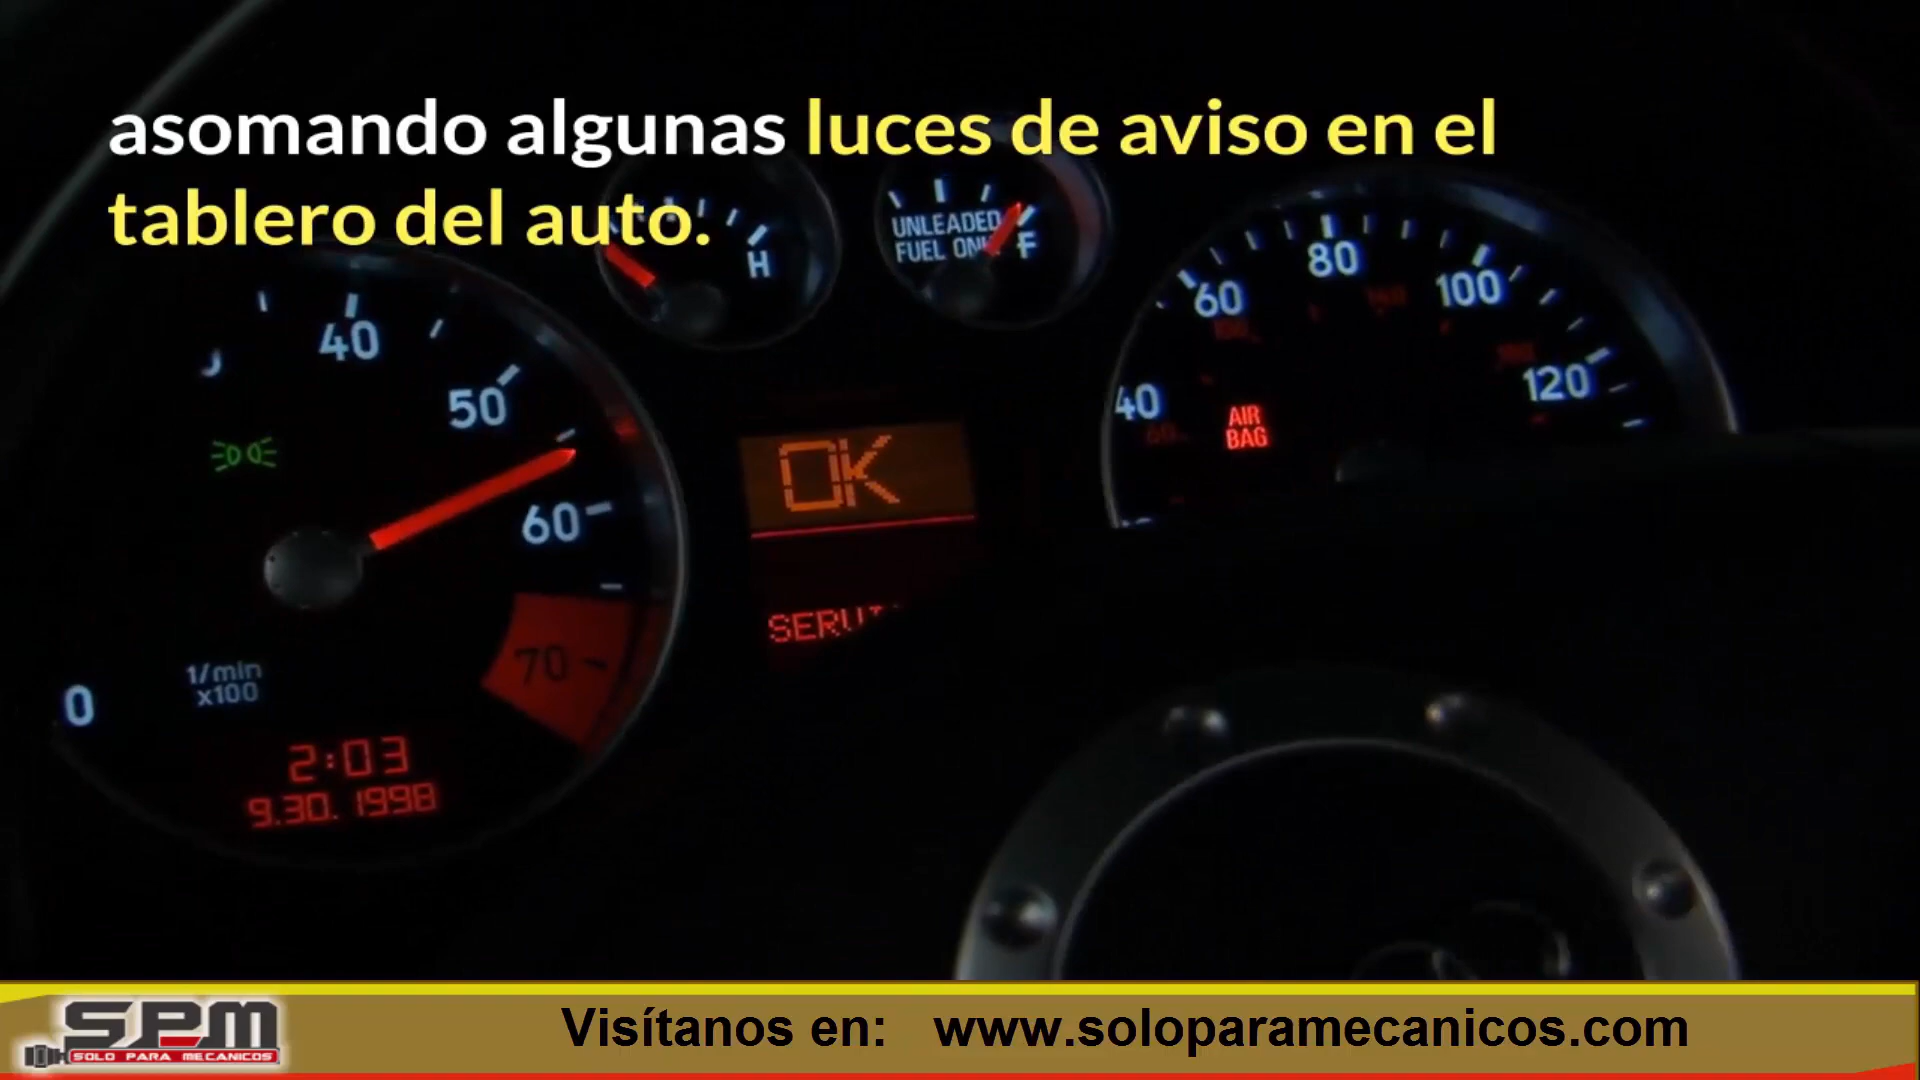 asomando algunas luces de aviso en el
tablero del auto.
H
UNLEADED
FUEL ONLY
F
40
50
60
70
0
1/min
x100
2:03
9.30.1998
OK
40
60
80
100
120
AIR
BAG
SPM
SOLO PARA MECANICOS
Visítanos en: www.soloparamecanicos.com